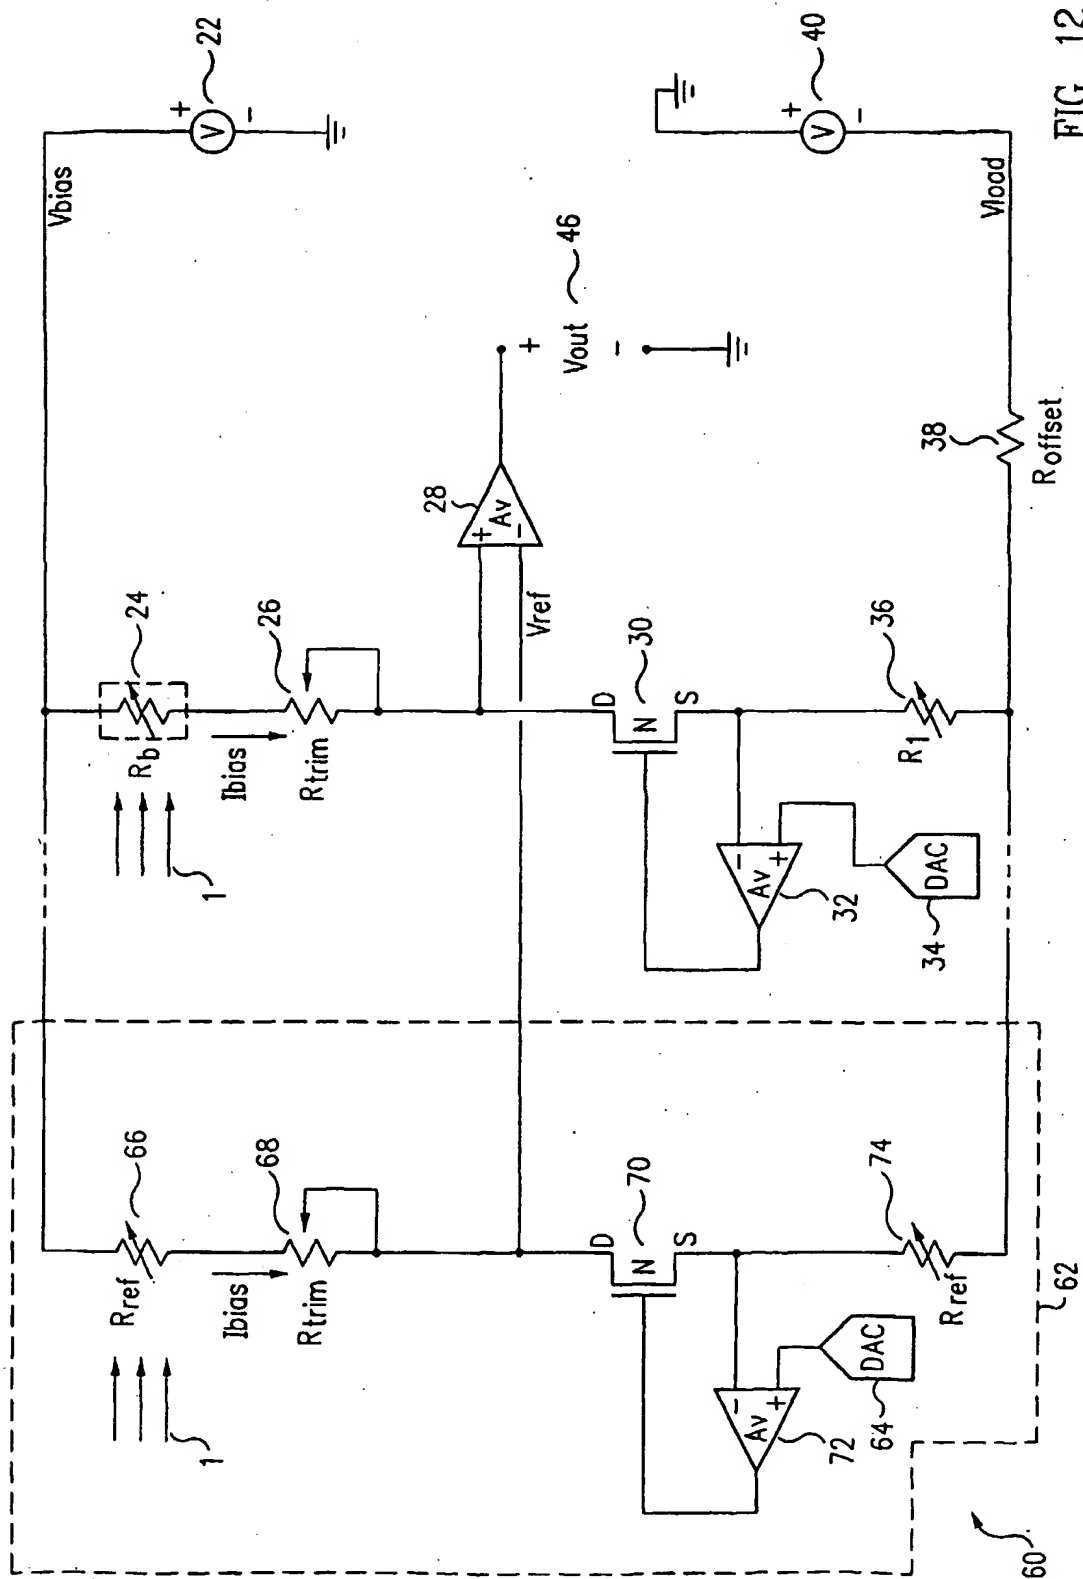 Vbias
+
V
-
22
24
Rb
Ibias
26
Rtrim
1
28
Av
+
-
Vref
+
Vout
-
46
D
N
S
30
-
Av
+
32
34
DAC
36
R1
38
Roffset
Vload
+
V
-
40
66
Rref
Ibias
68
Rtrim
1
D
N
S
70
-
Av
+
72
64
DAC
74
Rref
62
60
FIG. 12